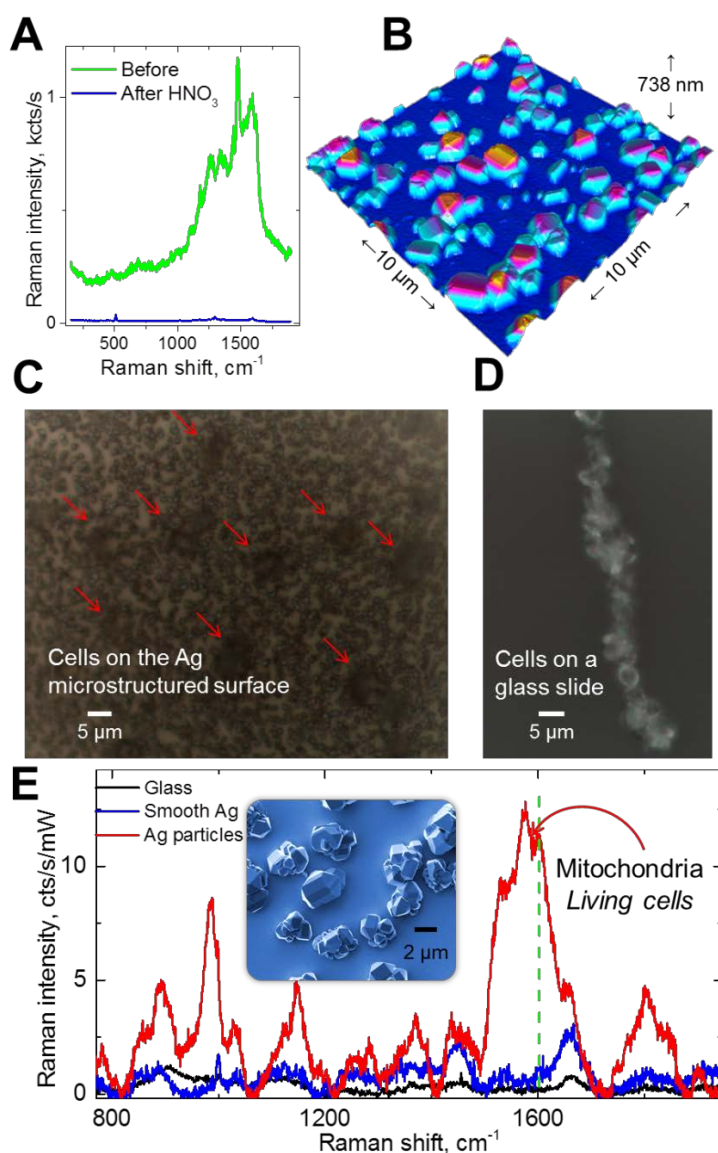 A
Before
After HNO₃
Raman intensity, kcts/s
1
0
500
1000
1500
Raman shift, cm⁻¹
B
738 nm
10 µm
10 µm
C
Cells on the Ag
microstructured surface
5 µm
D
Cells on a
glass slide
5 µm
E
Glass
Smooth Ag
Ag particles
Raman intensity, cts/s/mW
10
5
0
2 µm
Mitochondria
Living cells
800
1200
1600
Raman shift, cm⁻¹